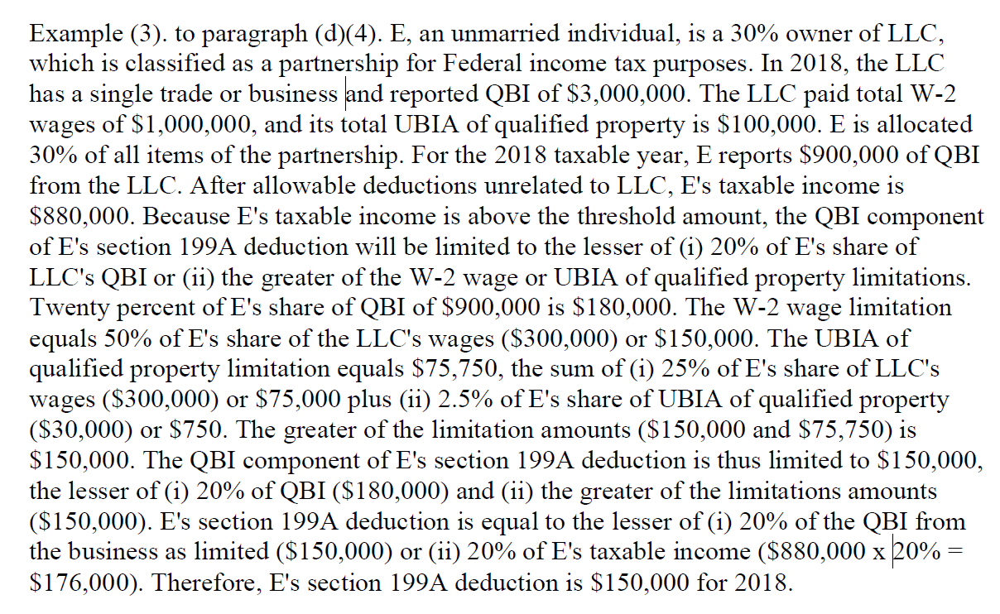 Example (3). to paragraph (d)(4). E, an unmarried individual, is a 30% owner of LLC,
which is classified as a partnership for Federal income tax purposes. In 2018, the LLC
has a single trade or business and reported QBI of $3,000,000. The LLC paid total W-2
wages of $1,000,000, and its total UBIA of qualified property is $100,000. E is allocated
30% of all items of the partnership. For the 2018 taxable year, E reports $900,000 of QBI
from the LLC. After allowable deductions unrelated to LLC, E's taxable income is
$880,000. Because E's taxable income is above the threshold amount, the QBI component
of E's section 199A deduction will be limited to the lesser of (i) 20% of E's share of
LLC's QBI or (ii) the greater of the W-2 wage or UBIA of qualified property limitations.
Twenty percent of E's share of QBI of $900,000 is $180,000. The W-2 wage limitation
equals 50% of E's share of the LLC's wages ($300,000) or $150,000. The UBIA of
qualified property limitation equals $75,750, the sum of (i) 25% of E's share of LLC's
wages ($300,000) or $75,000 plus (ii) 2.5% of E's share of UBIA of qualified property
($30,000) or $750. The greater of the limitation amounts ($150,000 and $75,750) is
$150,000. The QBI component of E's section 199A deduction is thus limited to $150,000,
the lesser of (i) 20% of QBI ($180,000) and (ii) the greater of the limitations amounts
($150,000). E's section 199A deduction is equal to the lesser of (i) 20% of the QBI from
the business as limited ($150,000) or (ii) 20% of E's taxable income ($880,000 x 20% =
$176,000). Therefore, E's section 199A deduction is $150,000 for 2018.